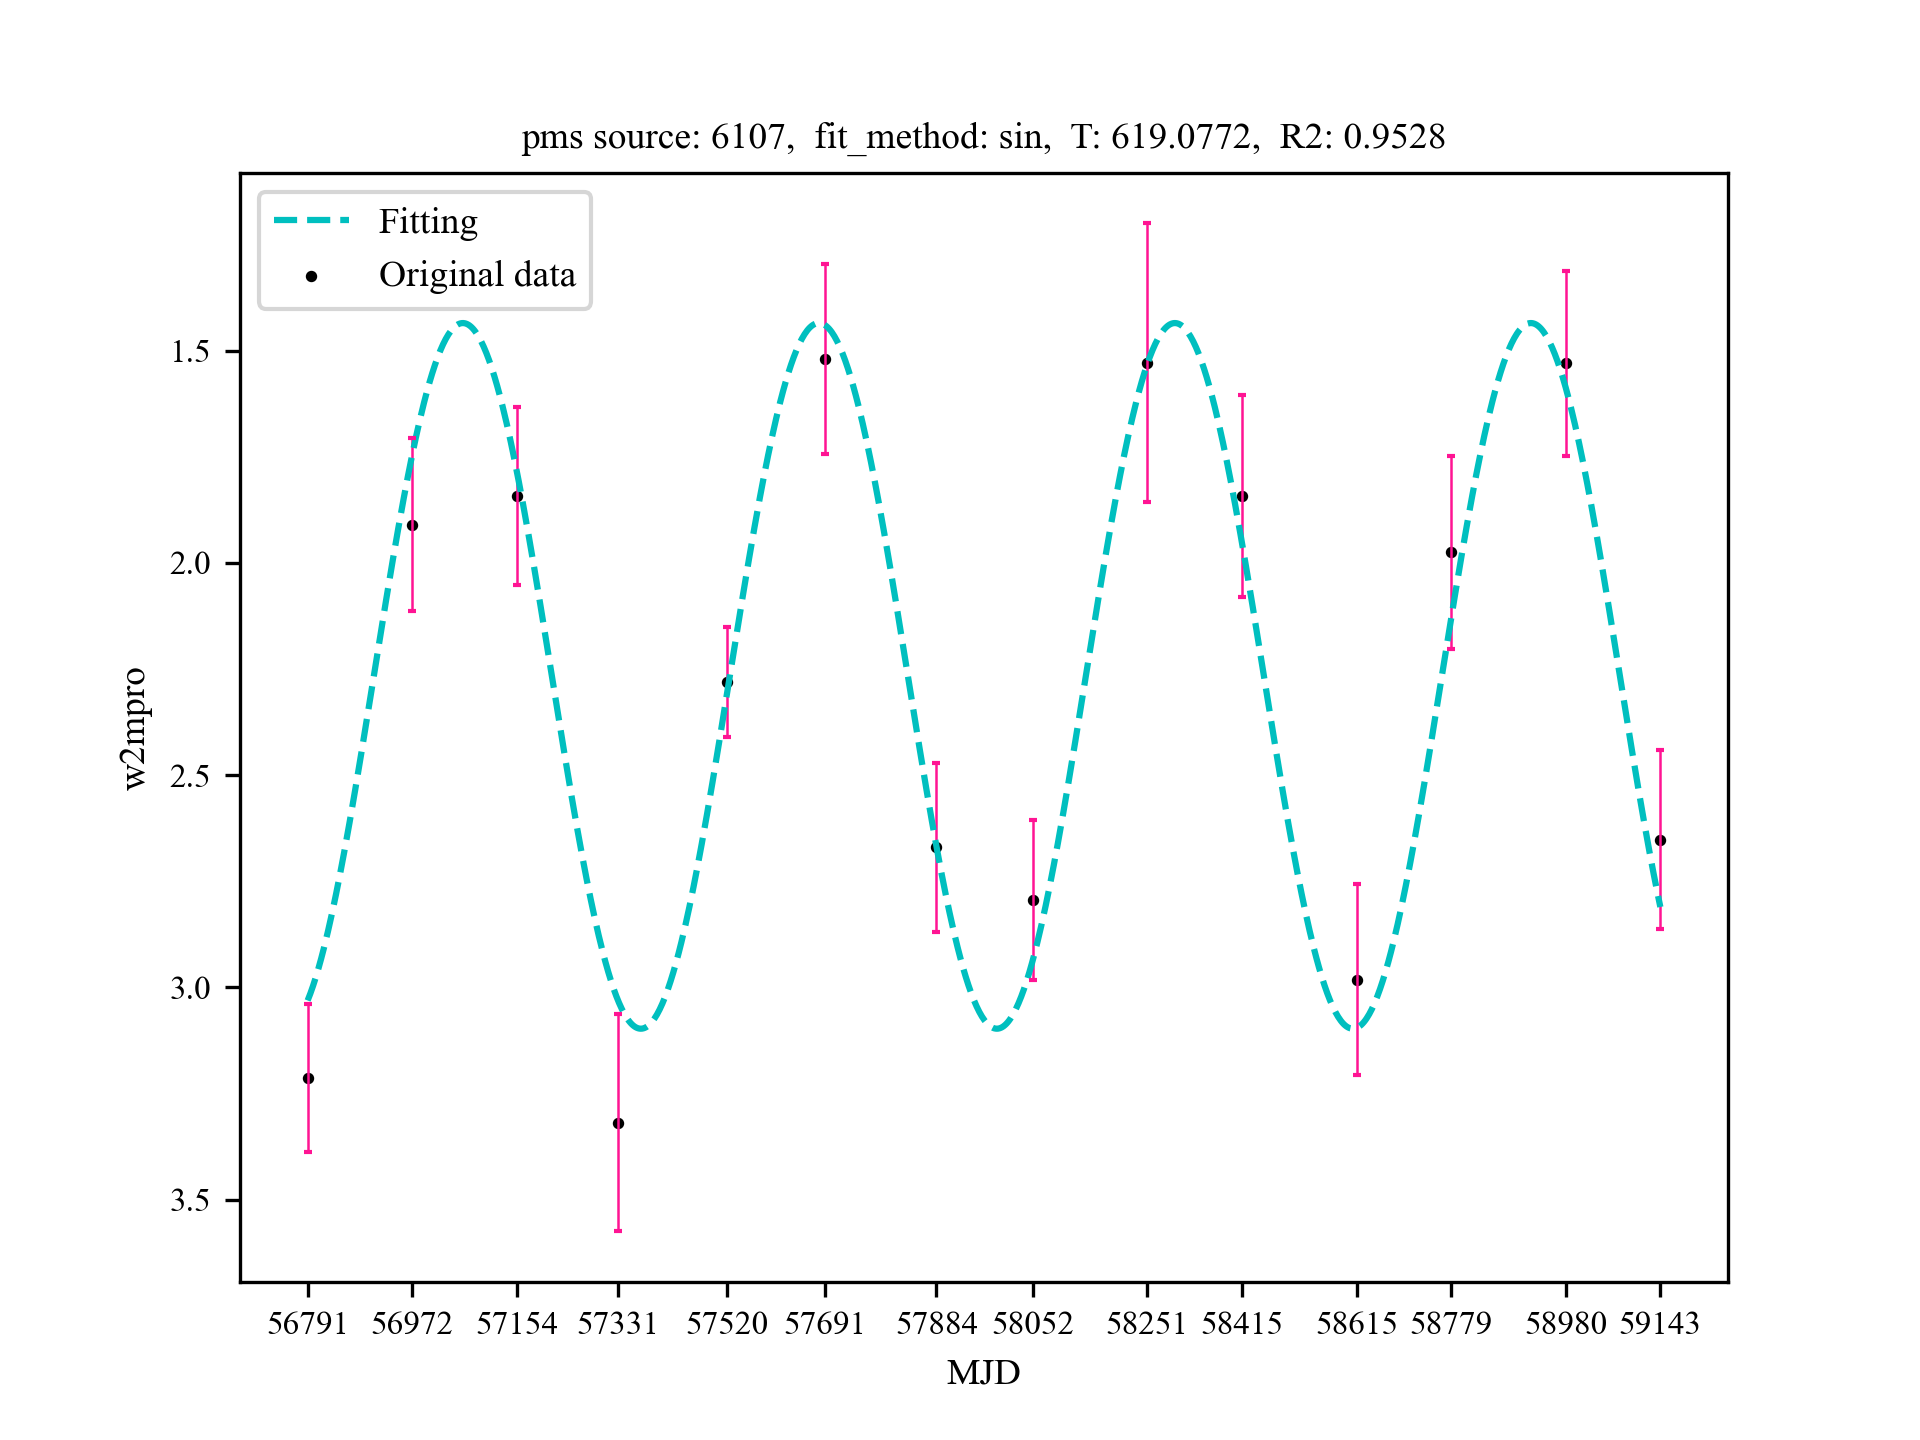 pms source: 6107,  fit_method: sin,  T: 619.0772,  R2: 0.9528
Fitting
Original data
1.5
2.0
2.5
3.0
3.5
w2mpro
56791 56972 57154 57331 57520 57691 57884 58052 58251 58415 58615 58779 58980 59143
MJD